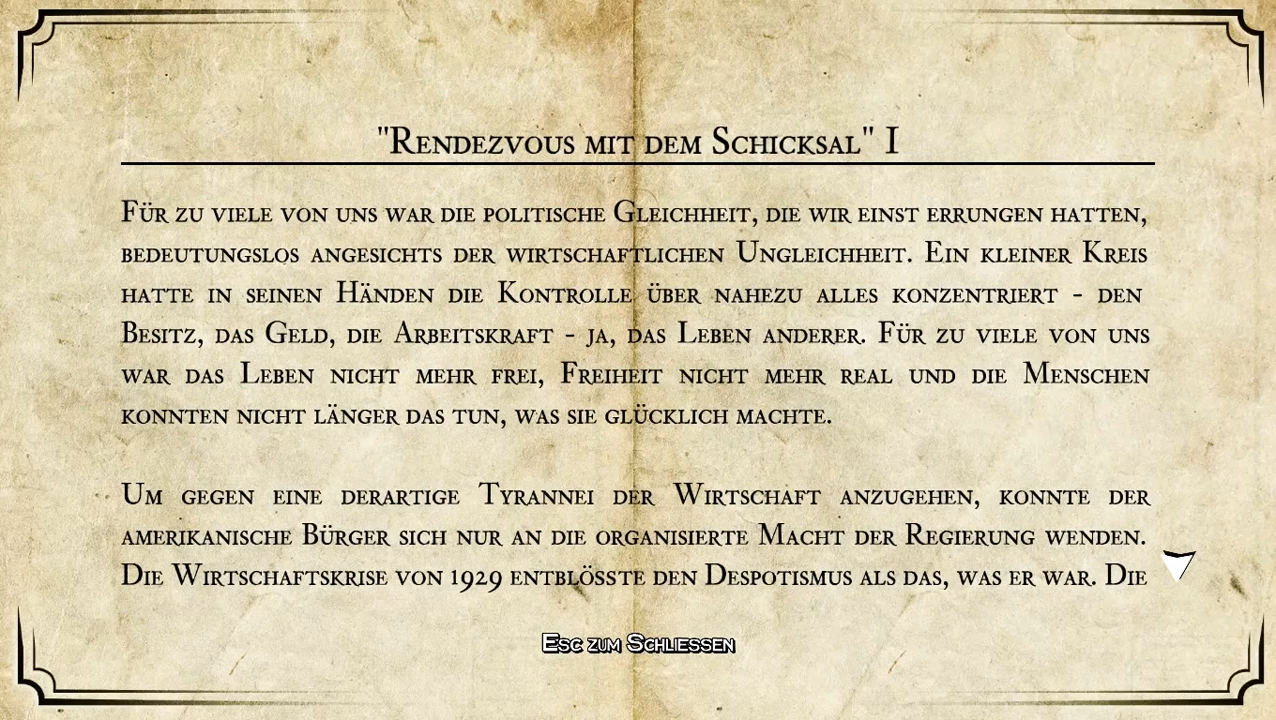 "Rendezvous mit dem Schicksal" I
Für zu viele von uns war die politische Gleichheit, die wir einst errungen hatten,
bedeutungslos angesichts der wirtschaftlichen Ungleichheit. Ein kleiner Kreis
hatte in seinen Händen die Kontrolle über nahezu alles konzentriert - den
Besitz, das Geld, die Arbeitskraft - ja, das Leben anderer. Für zu viele von uns
war das Leben nicht mehr frei, Freiheit nicht mehr real und die Menschen
konnten nicht länger das tun, was sie glücklich machte.
Um gegen eine derartige Tyrannei der Wirtschaft anzugehen, konnte der
amerikanische Bürger sich nur an die organisierte Macht der Regierung wenden.
Die Wirtschaftskrise von 1929 entblösste den Despotismus als das, was er war. Die
Esc zum Schliessen